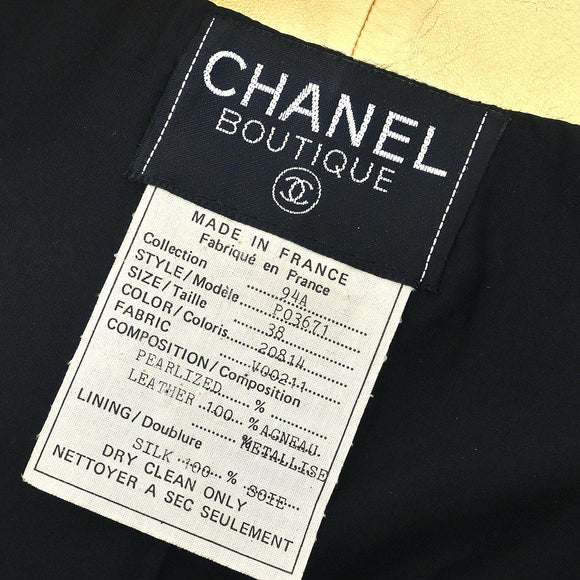 CHANEL
BOUTIQUE
MADE IN FRANCE
Fabriqué en France
Collection 94A
STYLE/Modèle P03671
SIZE/Taille 38
COLOR/Coloris 20814
FABRIC V00211
COMPOSITION/Composition
PEARLIZED %
LEATHER 100 % AGNEAU
% METALLISE
LINING/Doublure
SILK 100 % SOIE
DRY CLEAN ONLY
NETTOYER A SEC SEULEMENT